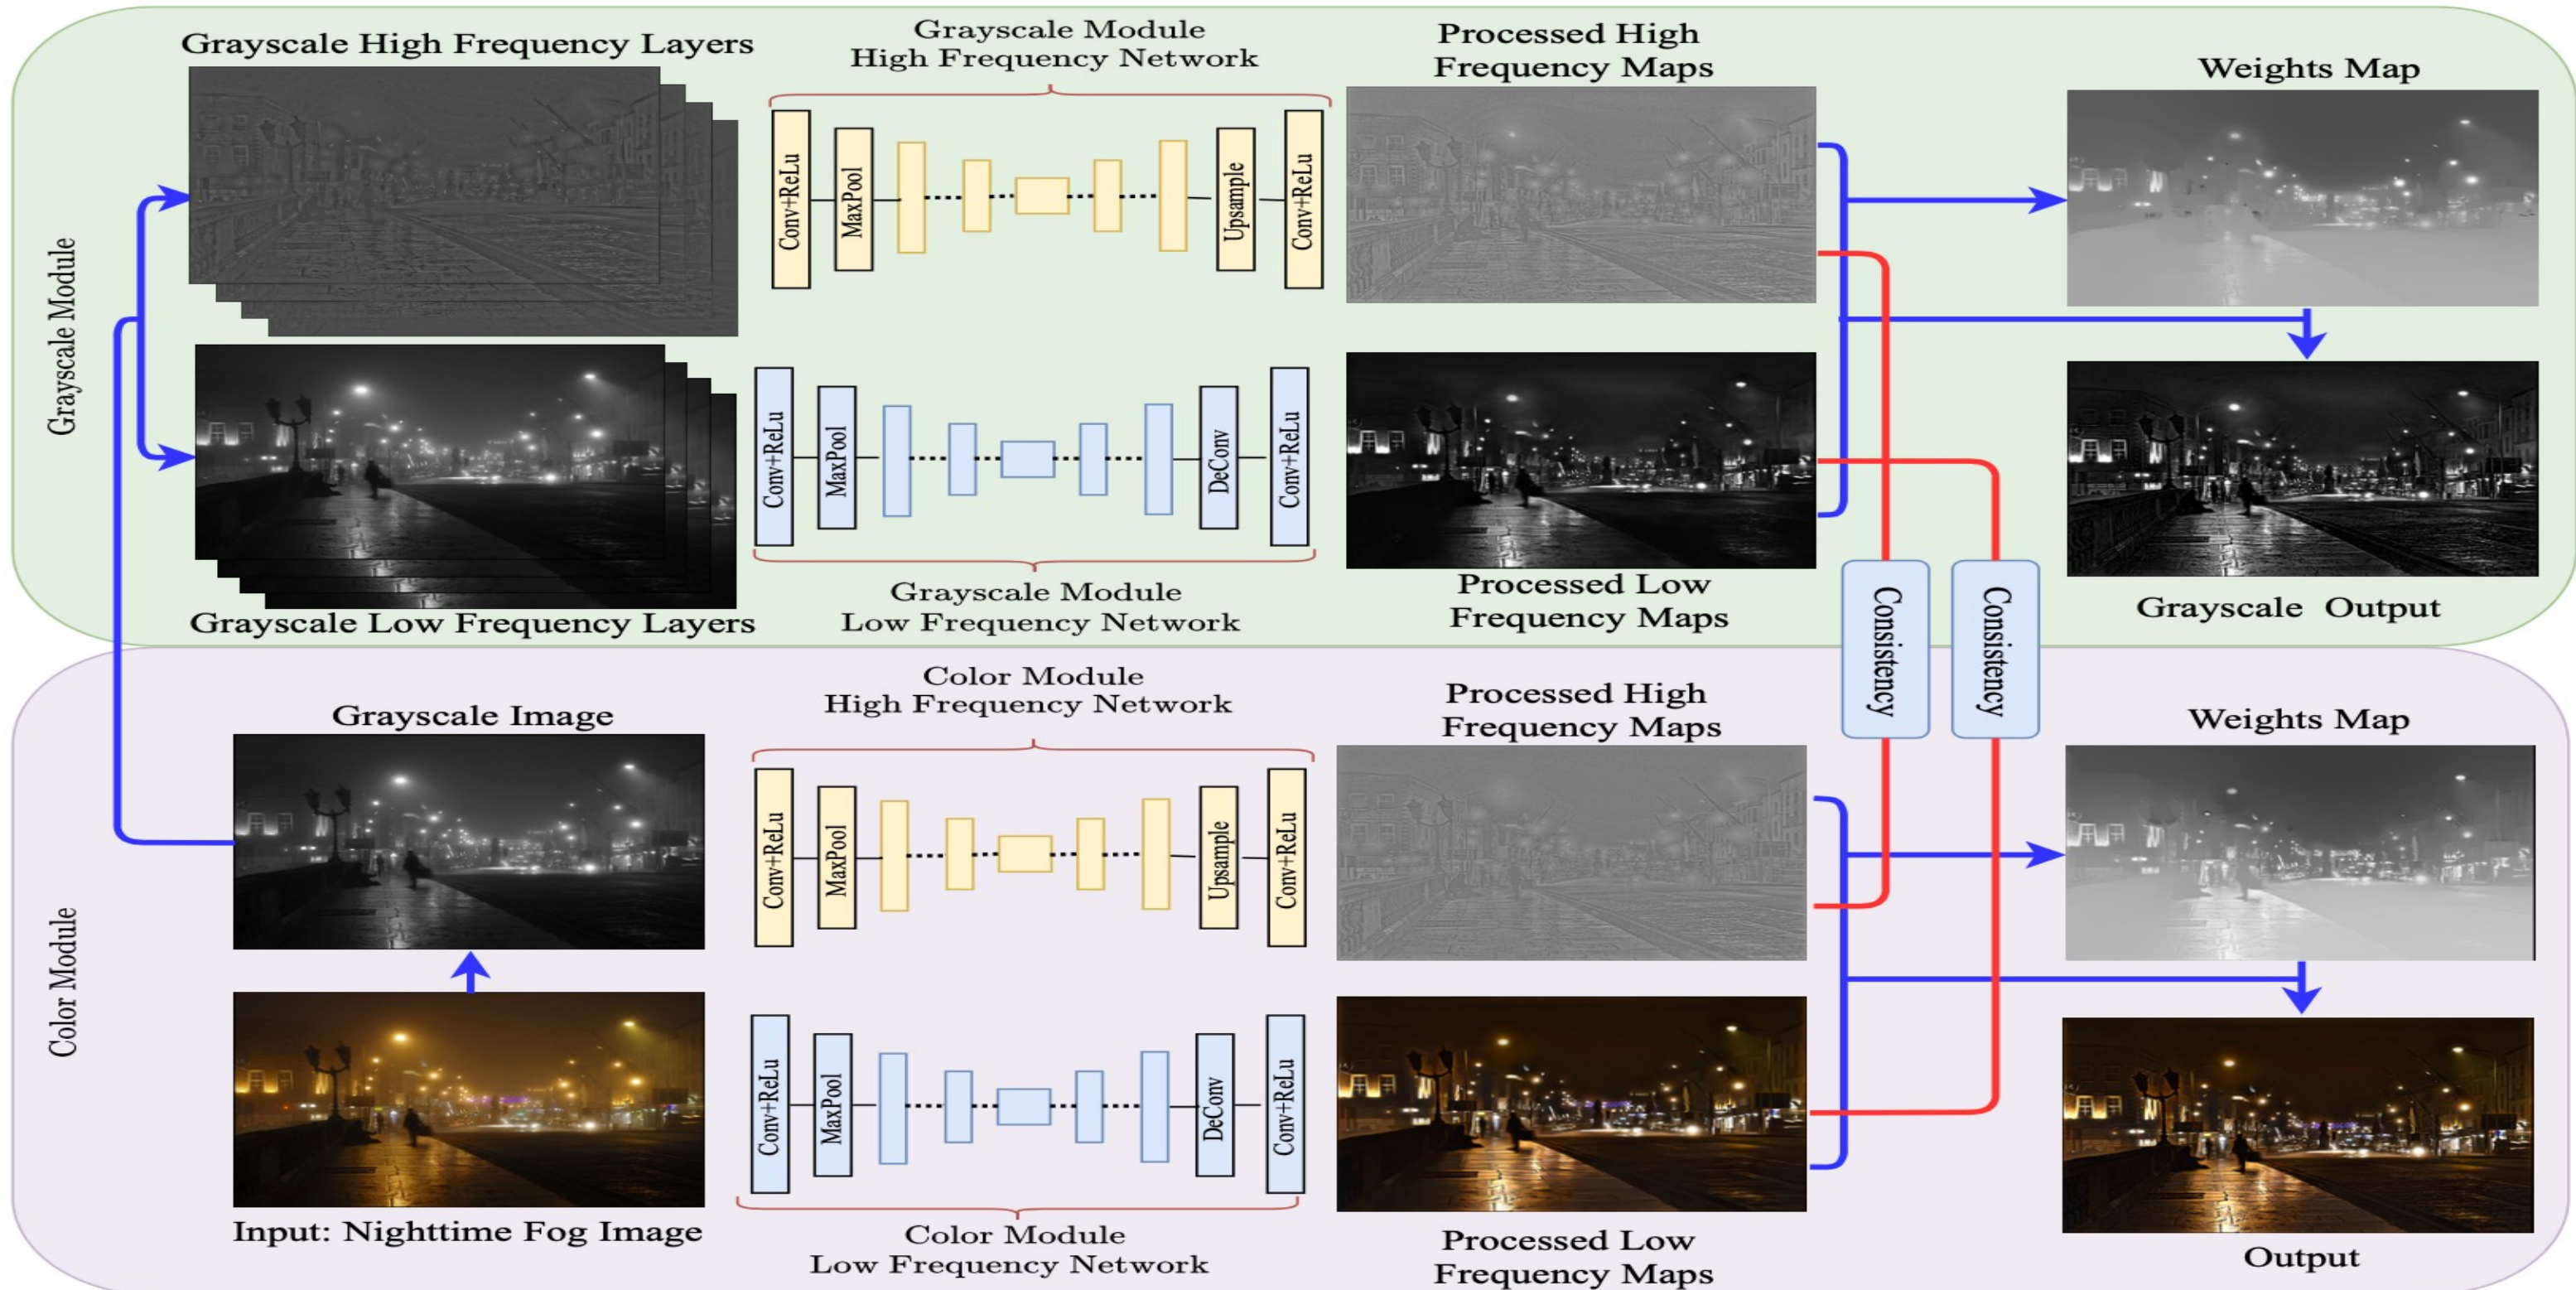 Grayscale Module
Grayscale High Frequency Layers
Grayscale Module
High Frequency Network
Conv+ReLu
MaxPool
Upsample
Conv+ReLu
Processed High
Frequency Maps
Weights Map
Conv+ReLu
MaxPool
DeConv
Conv+ReLu
Grayscale Low Frequency Layers
Grayscale Module
Low Frequency Network
Processed Low
Frequency Maps
Grayscale Output
Consistency
Consistency
Color Module
Grayscale Image
Color Module
High Frequency Network
Conv+ReLu
MaxPool
Upsample
Conv+ReLu
Processed High
Frequency Maps
Weights Map
Input: Nighttime Fog Image
Conv+ReLu
MaxPool
DeConv
Conv+ReLu
Color Module
Low Frequency Network
Processed Low
Frequency Maps
Output